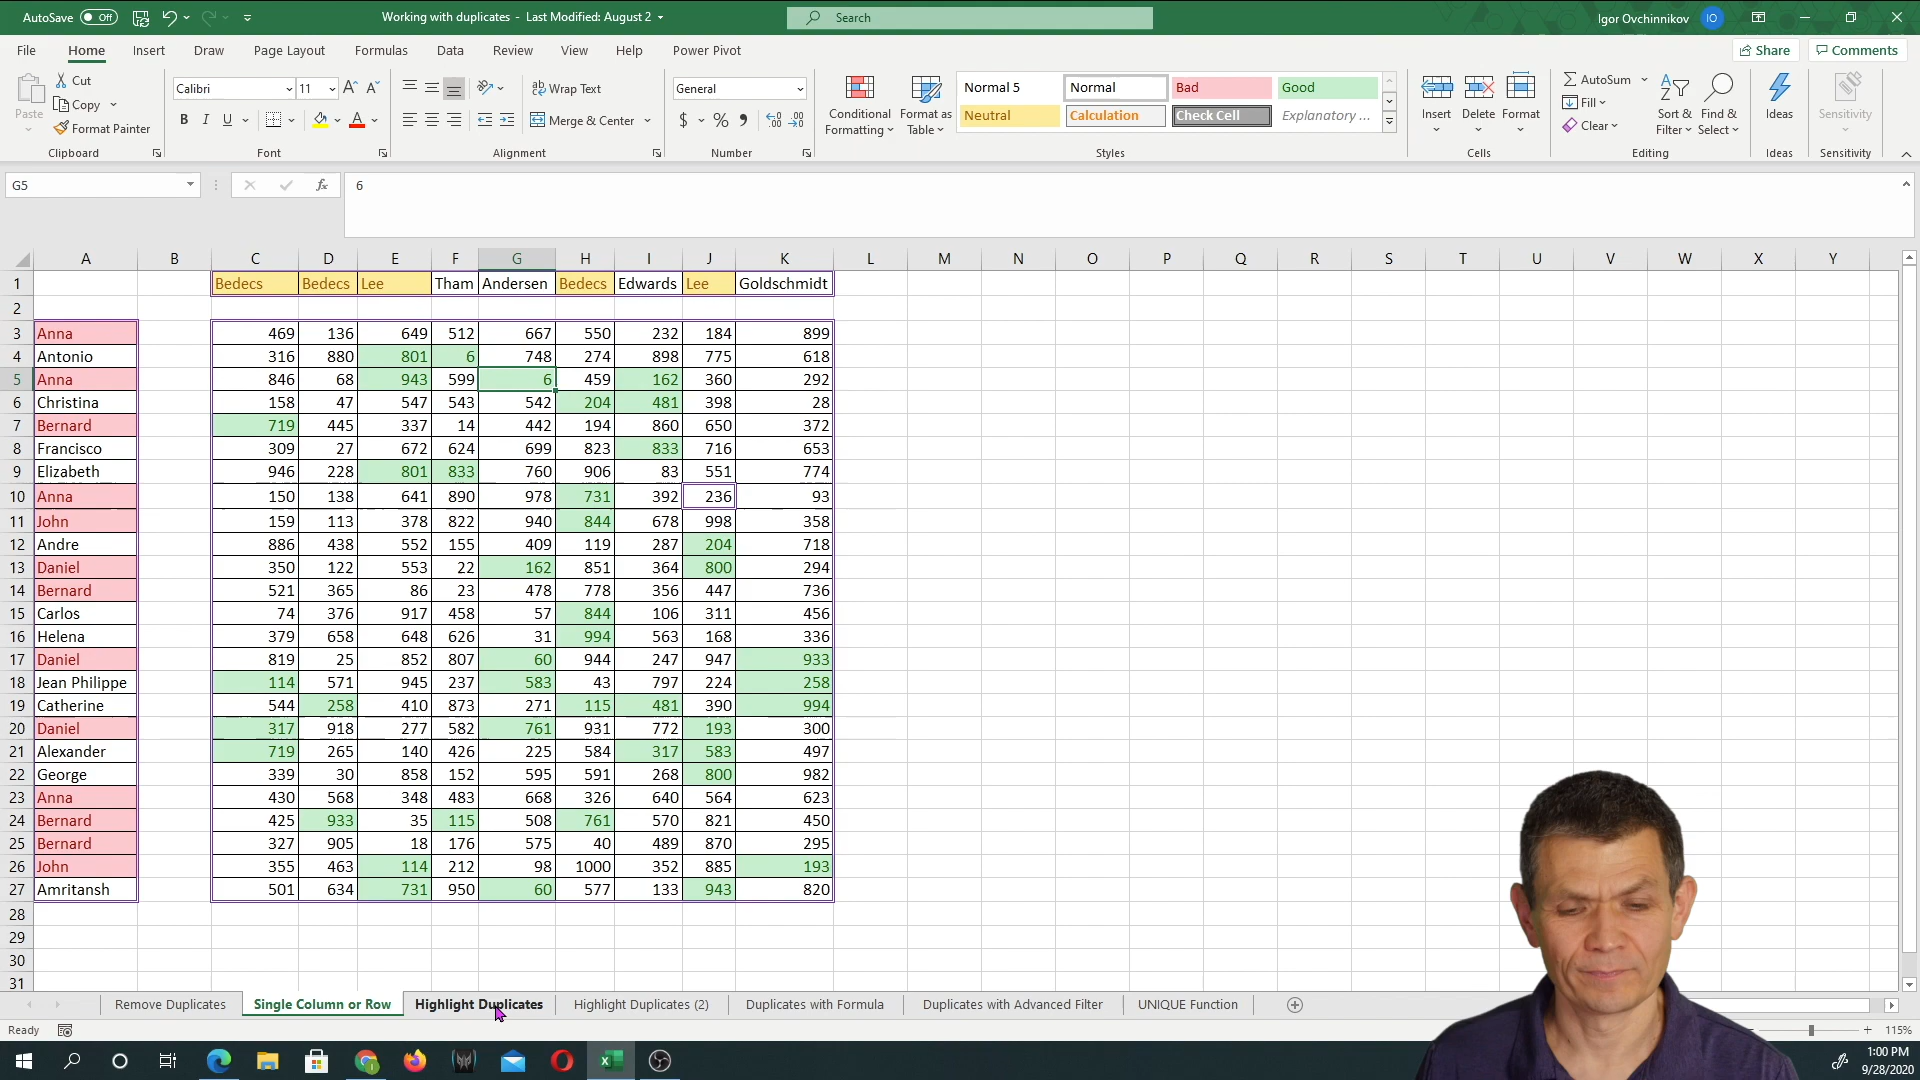 AutoSave Off Working with duplicates - Last Modified: August 2 Search Igor Ovchinnikov IO
File Home Insert Draw Page Layout Formulas Data Review View Help Power Pivot Share Comments
Paste Cut Copy Format Painter Clipboard
Calibri 11 A A B I U A Font
Wrap Text Merge & Center Alignment
General $ % Number
Conditional Formatting Format as Table Normal 5 Normal Bad Good Neutral Calculation Check Cell Explanatory ... Styles
Insert Delete Format Cells
AutoSum Fill Clear Sort & Filter Find & Select Editing
Ideas Ideas
Sensitivity Sensitivity
G5 fx 6
A B C D E F G H I J K L M N O P Q R S T U V W X Y
1 Bedecs Bedecs Lee Tham Andersen Bedecs Edwards Lee Goldschmidt
2
3 Anna 469 136 649 512 667 550 232 184 899
4 Antonio 316 880 801 6 748 274 898 775 618
5 Anna 846 68 943 599 6 459 162 360 292
6 Christina 158 47 547 543 542 204 481 398 28
7 Bernard 719 445 337 14 442 194 860 650 372
8 Francisco 309 27 672 624 699 823 833 716 653
9 Elizabeth 946 228 801 833 760 906 83 551 774
10 Anna 150 138 641 890 978 731 392 236 93
11 John 159 113 378 822 940 844 678 998 358
12 Andre 886 438 552 155 409 119 287 204 718
13 Daniel 350 122 553 22 162 851 364 800 294
14 Bernard 521 365 86 23 478 778 356 447 736
15 Carlos 74 376 917 458 57 844 106 311 456
16 Helena 379 658 648 626 31 994 563 168 336
17 Daniel 819 25 852 807 60 944 247 947 933
18 Jean Philippe 114 571 945 237 583 43 797 224 258
19 Catherine 544 258 410 873 271 115 481 390 994
20 Daniel 317 918 277 582 761 931 772 193 300
21 Alexander 719 265 140 426 225 584 317 583 497
22 George 339 30 858 152 595 591 268 800 982
23 Anna 430 568 348 483 668 326 640 564 623
24 Bernard 425 933 35 115 508 761 570 821 450
25 Bernard 327 905 18 176 575 40 489 870 295
26 John 355 463 114 212 98 1000 352 885 193
27 Amritansh 501 634 731 950 60 577 133 943 820
28
29
30
31
Remove Duplicates Single Column or Row Highlight Duplicates Highlight Duplicates (2) Duplicates with Formula Duplicates with Advanced Filter UNIQUE Function
Ready 115%
1:00 PM
9/28/2020